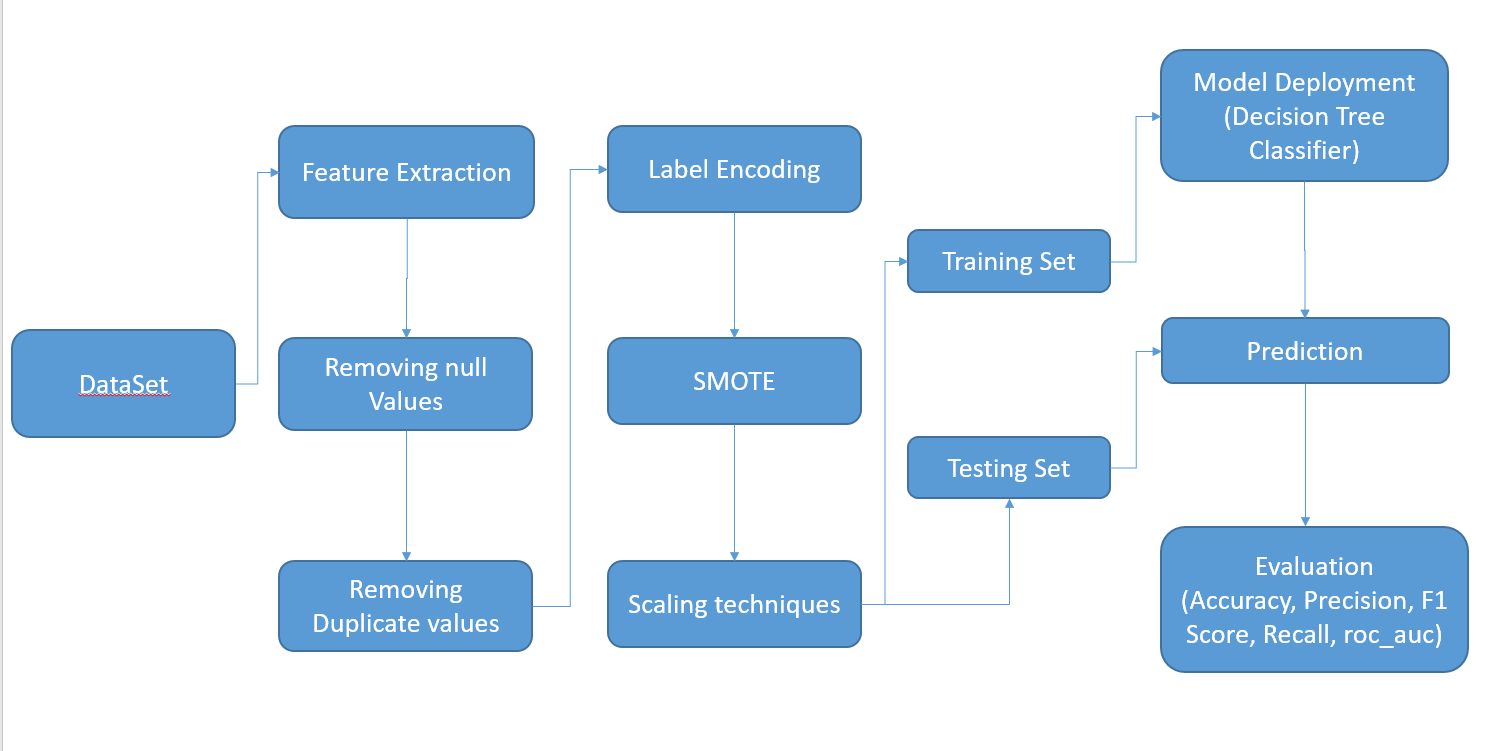 DataSet
Feature Extraction
Removing null
Values
Removing
Duplicate values
Label Encoding
SMOTE
Scaling techniques
Training Set
Testing Set
Model Deployment
(Decision Tree
Classifier)
Prediction
Evaluation
(Accuracy, Precision, F1
Score, Recall, roc_auc)